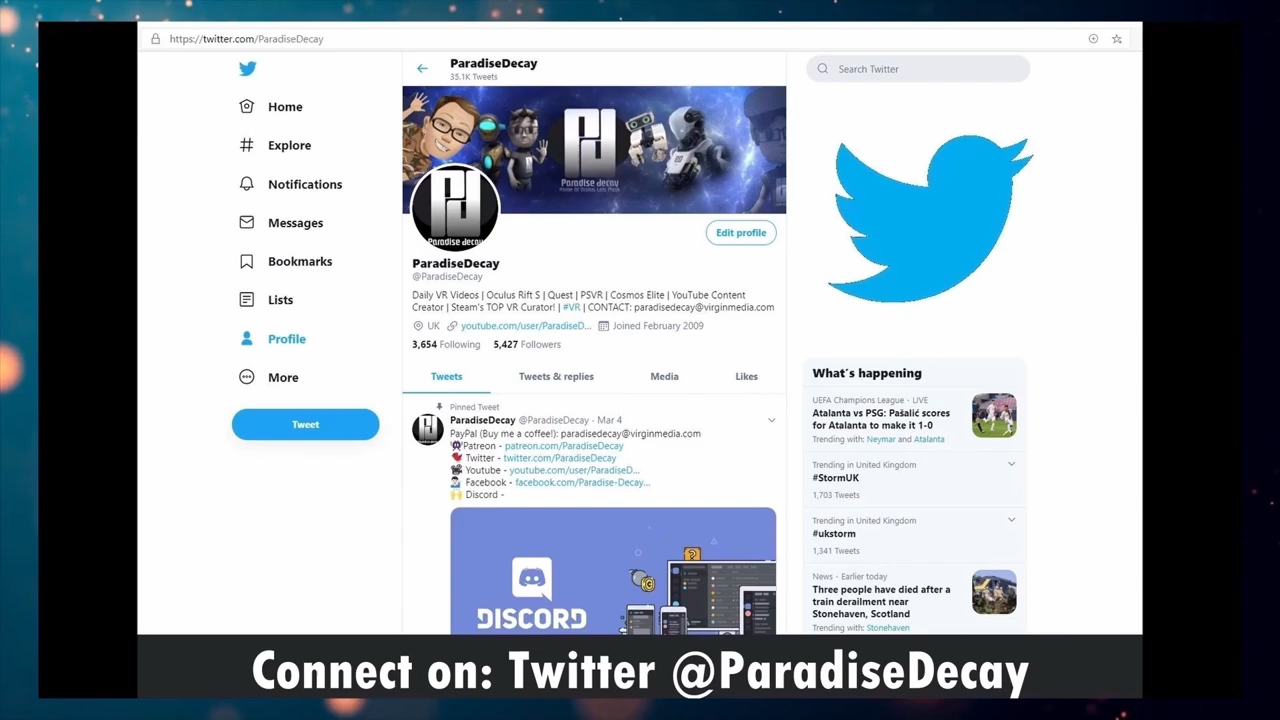 https://twitter.com/ParadiseDecay
Home
Explore
Notifications
Messages
Bookmarks
Lists
Profile
More
Tweet
ParadiseDecay
35.1K Tweets
Paradise decay
Paradise decay
Edit profile
ParadiseDecay
@ParadiseDecay
Daily VR Videos | Oculus Rift S | Quest | PSVR | Cosmos Elite | YouTube Content
Creator | Steam's TOP VR Curator! | #VR | CONTACT: paradisedecay@virginmedia.com
UK youtube.com/user/ParadiseD... Joined February 2009
3,654 Following 5,427 Followers
Tweets Tweets & replies Media Likes
Pinned Tweet
ParadiseDecay @ParadiseDecay · Mar 4
PayPal (Buy me a coffee!): paradisedecay@virginmedia.com
Patreon - patreon.com/ParadiseDecay
Twitter - twitter.com/ParadiseDecay
Youtube - youtube.com/user/ParadiseD...
Facebook - facebook.com/Paradise-Decay...
Discord -
DISCORD
Search Twitter
What's happening
UEFA Champions League · LIVE
Atalanta vs PSG: Pašalić scores
for Atalanta to make it 1-0
Trending with: Neymar and Atalanta
Trending in United Kingdom
#StormUK
1,703 Tweets
Trending in United Kingdom
#ukstorm
1,341 Tweets
News · Earlier today
Three people have died after a
train derailment near
Stonehaven, Scotland
Trending with: Stonehaven
Connect on: Twitter @ParadiseDecay